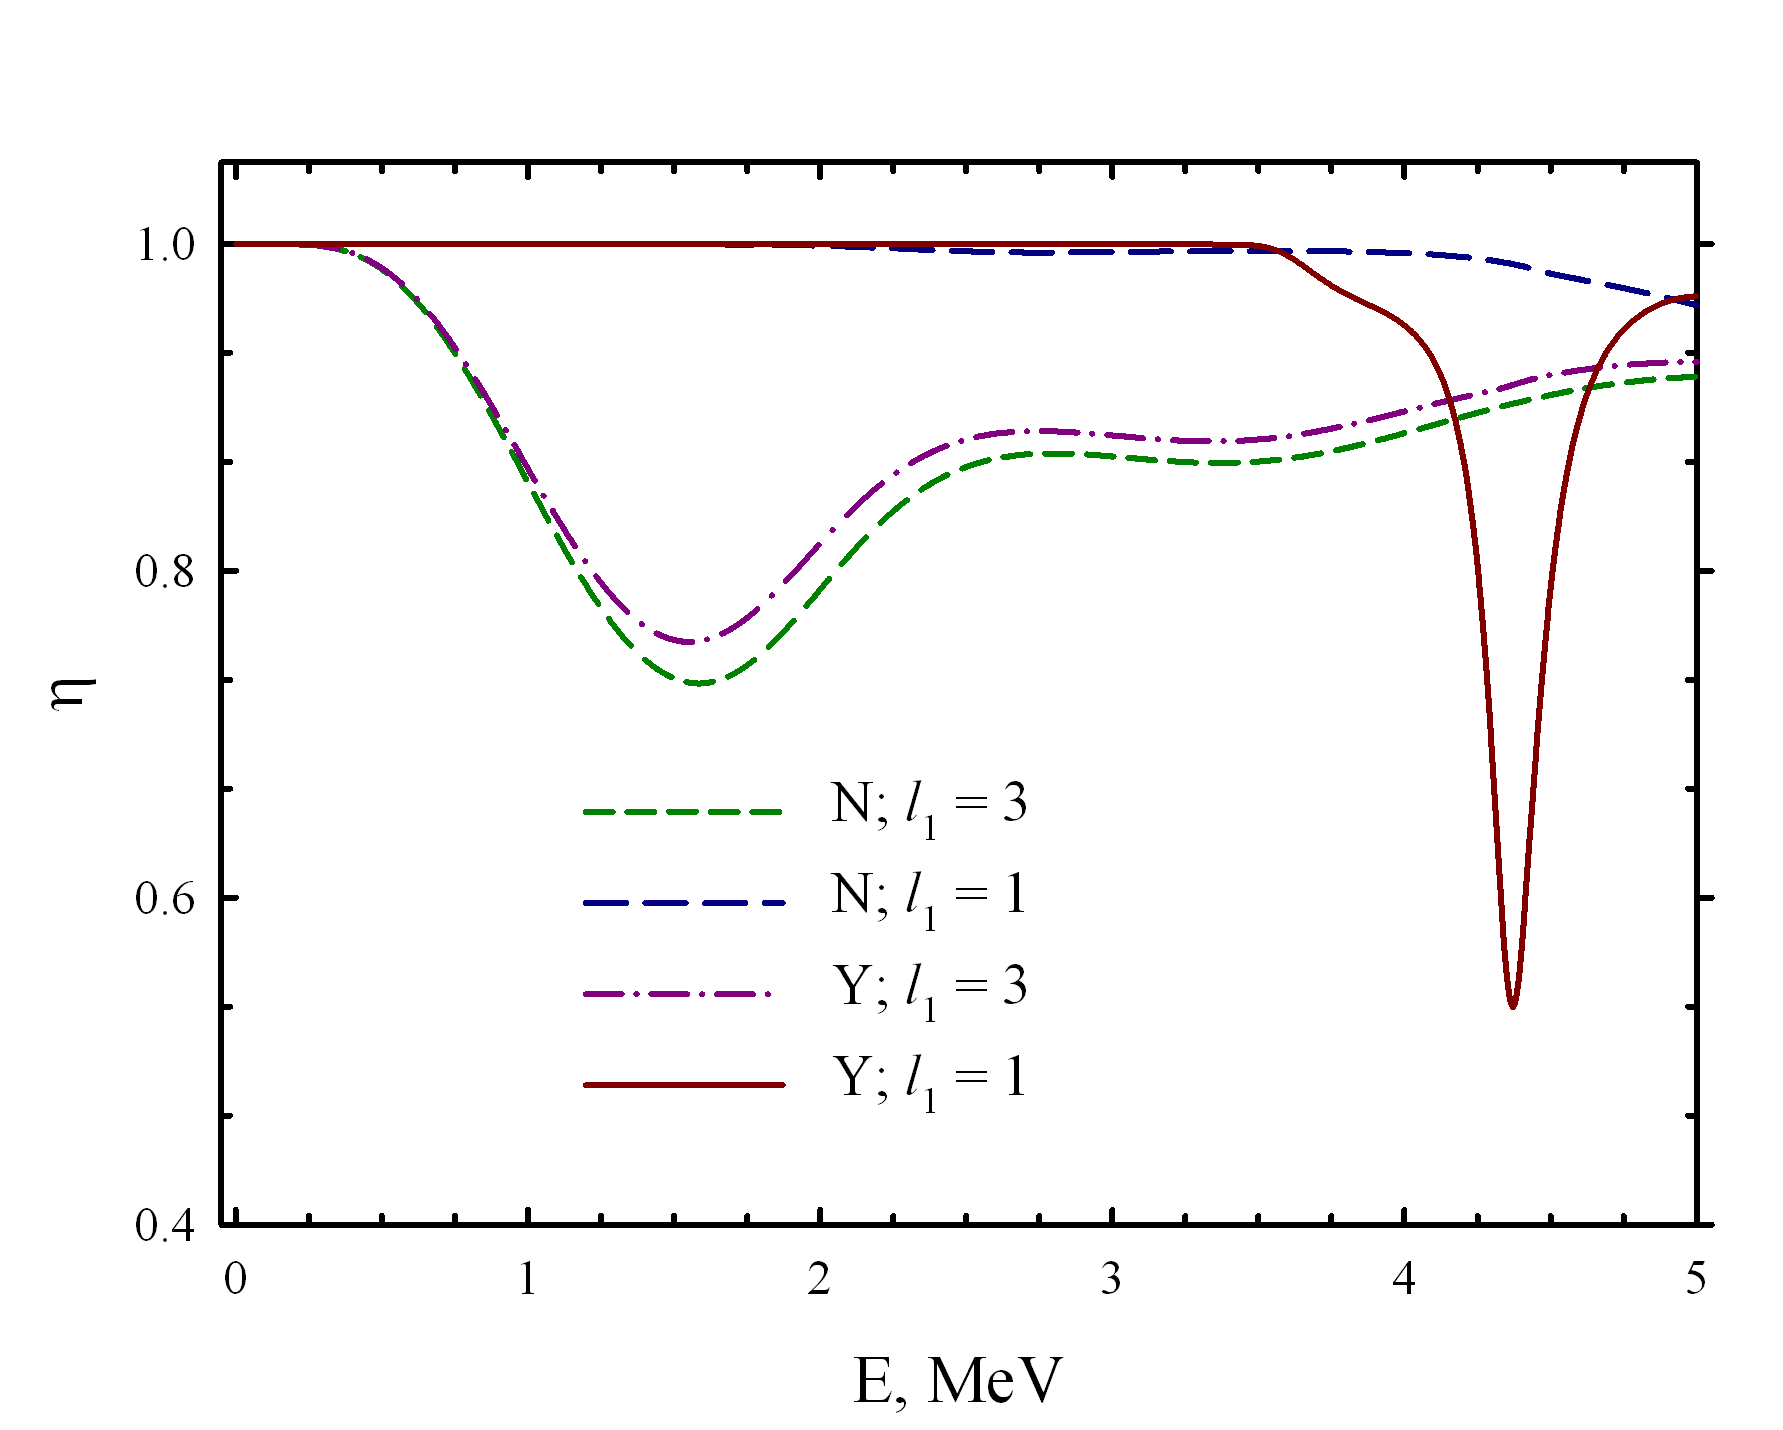 1.0
0.8
0.6
0.4
η
N; l₁ = 3
N; l₁ = 1
Y; l₁ = 3
Y; l₁ = 1
0 1 2 3 4 5
E, MeV